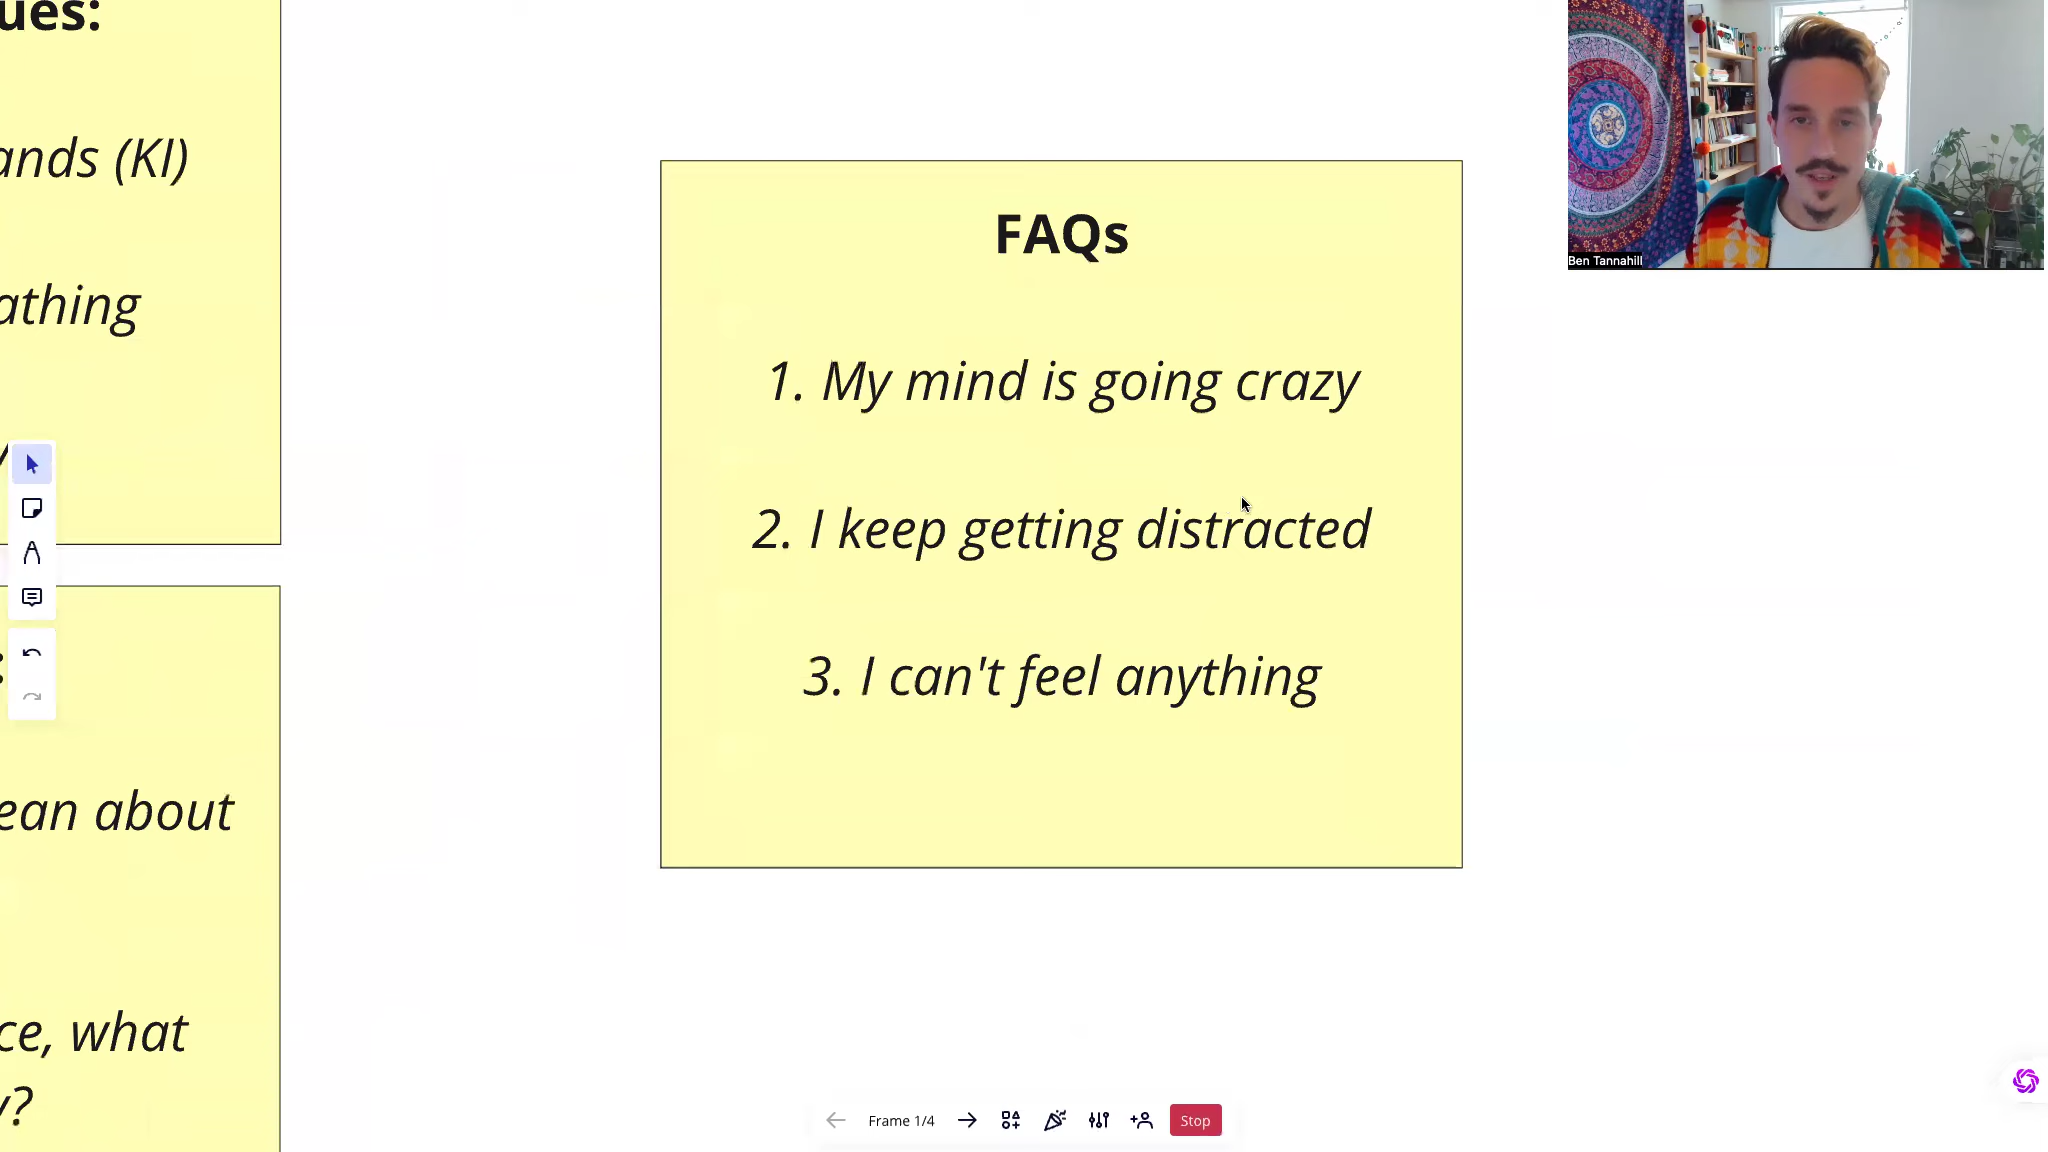 ues:
ands (KI)
athing
ean about
ce, what
y?
FAQs
1. My mind is going crazy
2. I keep getting distracted
3. I can't feel anything
Ben Tannahill
Frame 1/4
Stop